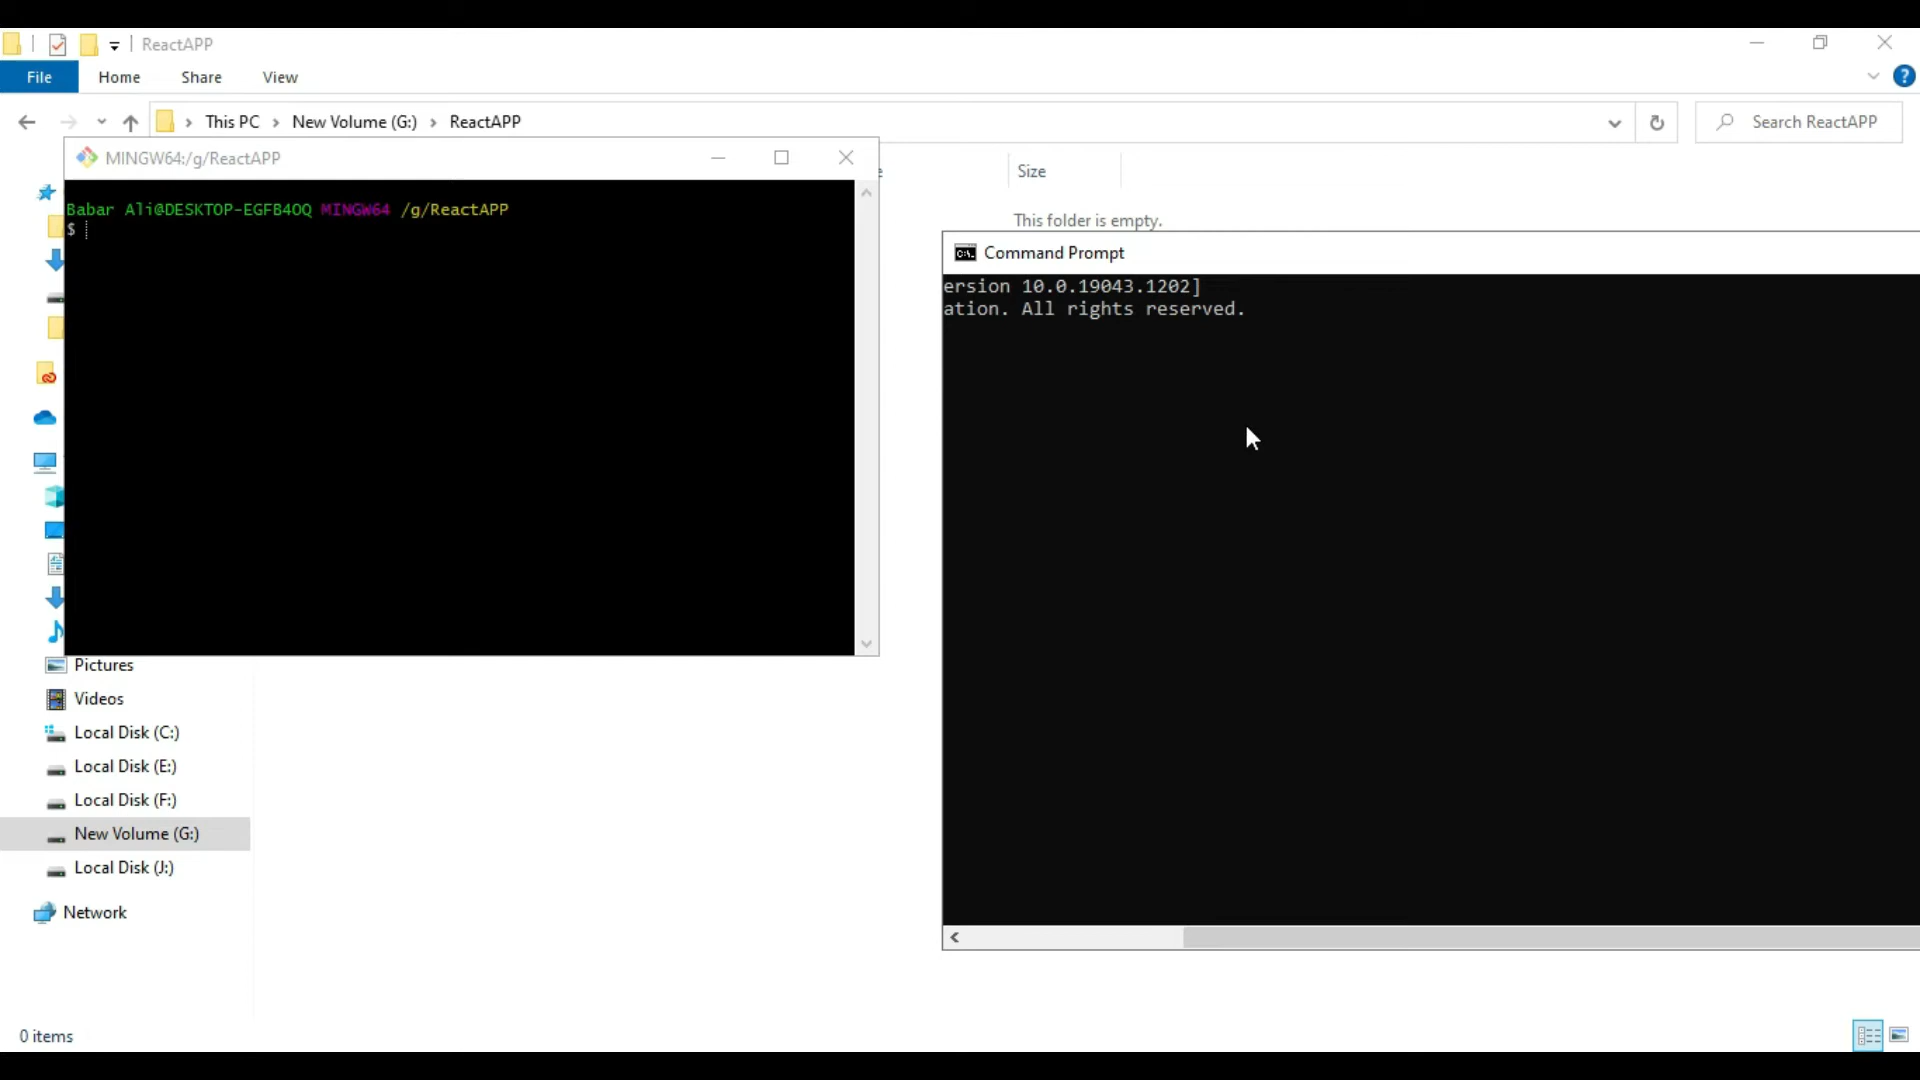 ReactAPP
File Home Share View
This PC > New Volume (G:) > ReactAPP
Search ReactAPP
MINGW64:/g/ReactAPP
Size
Babar Ali@DESKTOP-EGFB4OQ MINGW64 /g/ReactAPP
$
This folder is empty.
Command Prompt
ersion 10.0.19043.1202]
ation. All rights reserved.
Pictures
Videos
Local Disk (C:)
Local Disk (E:)
Local Disk (F:)
New Volume (G:)
Local Disk (J:)
Network
0 items